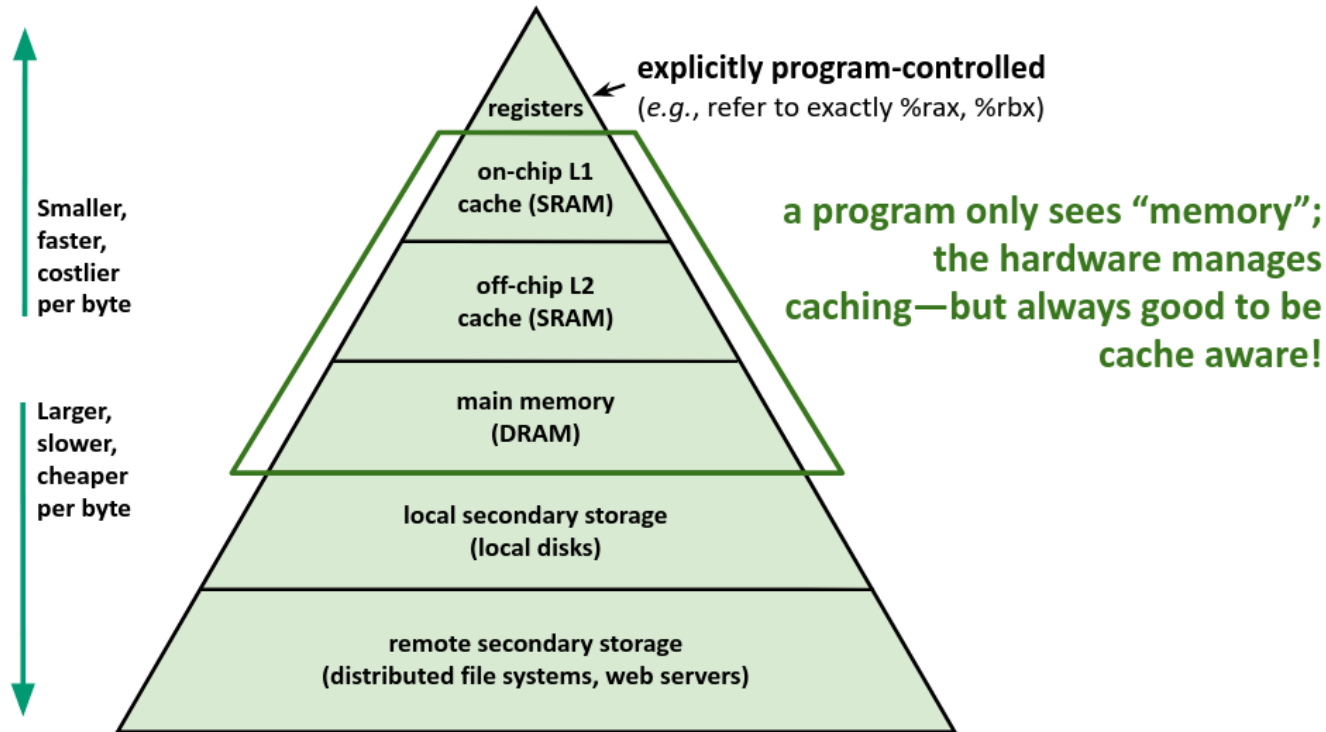 explicitly program-controlled
(e.g., refer to exactly %rax, %rbx)
registers
on-chip L1
cache (SRAM)
Smaller,
faster,
costlier
per byte
a program only sees “memory”;
the hardware manages
caching—but always good to be
cache aware!
off-chip L2
cache (SRAM)
main memory
(DRAM)
Larger,
slower,
cheaper
per byte
local secondary storage
(local disks)
remote secondary storage
(distributed file systems, web servers)